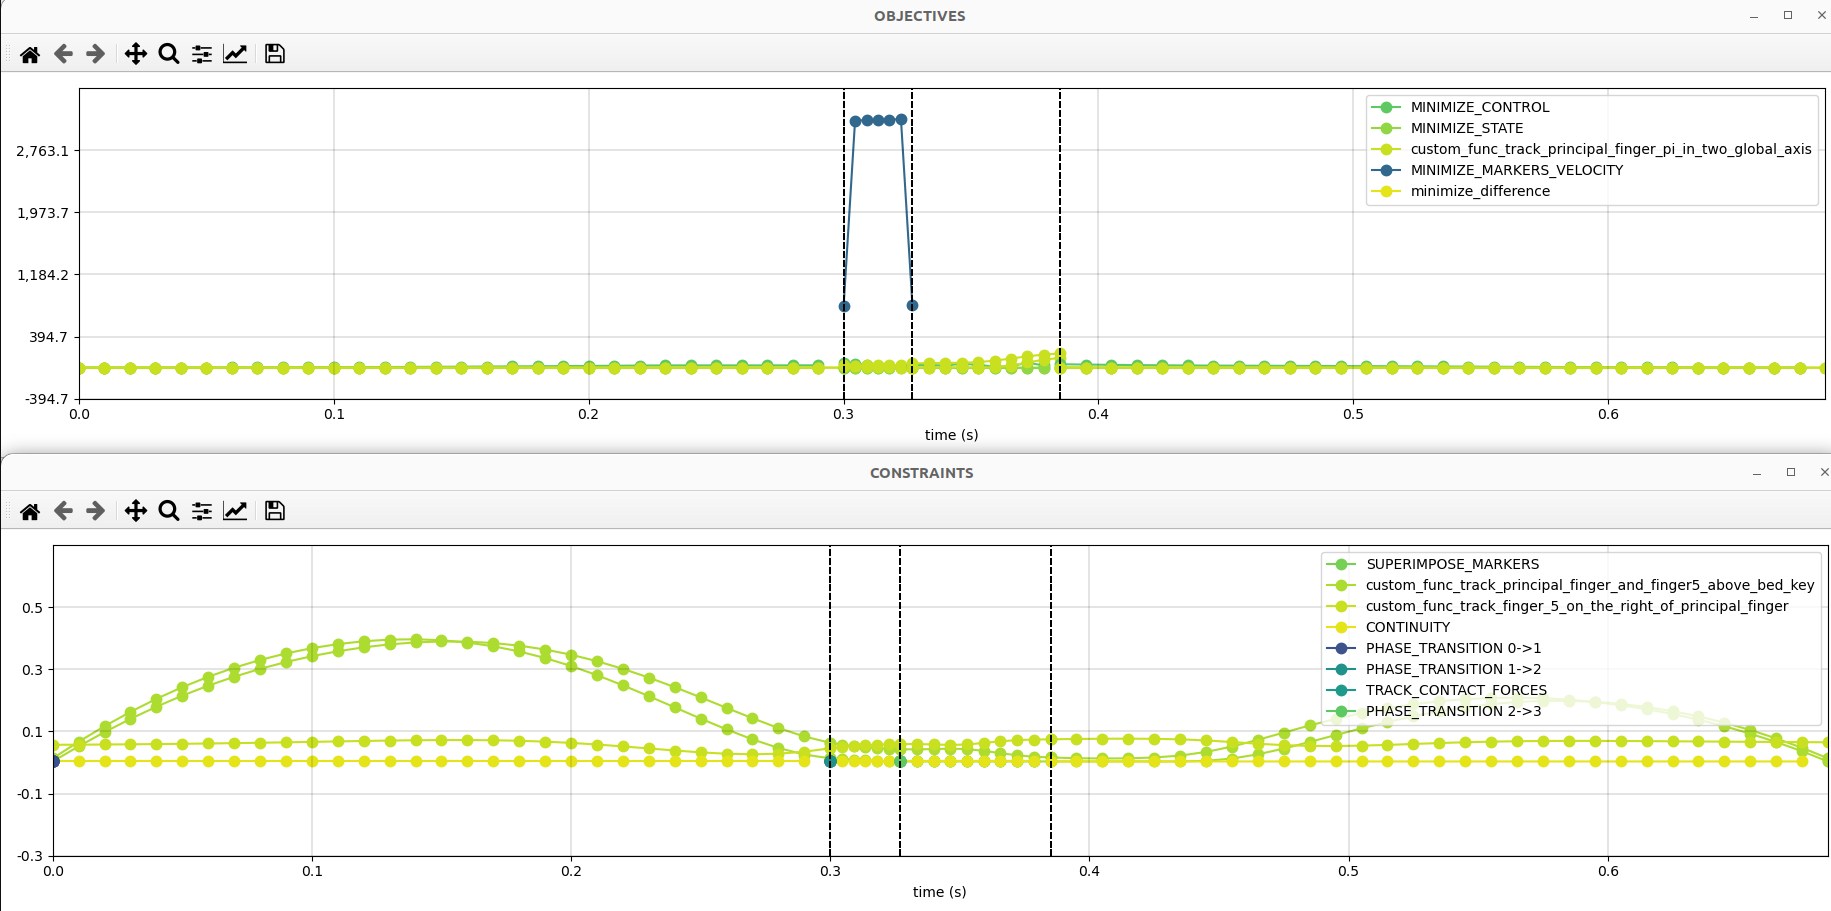 OBJECTIVES
2,763.1
1,973.7
1,184.2
394.7
-394.7
0.0 0.1 0.2 0.3 0.4 0.5 0.6
time (s)
MINIMIZE_CONTROL
MINIMIZE_STATE
custom_func_track_principal_finger_pi_in_two_global_axis
MINIMIZE_MARKERS_VELOCITY
minimize_difference
CONSTRAINTS
0.5
0.3
0.1
-0.1
-0.3
0.0 0.1 0.2 0.3 0.4 0.5 0.6
time (s)
SUPERIMPOSE_MARKERS
custom_func_track_principal_finger_and_finger5_above_bed_key
custom_func_track_finger_5_on_the_right_of_principal_finger
CONTINUITY
PHASE_TRANSITION 0->1
PHASE_TRANSITION 1->2
TRACK_CONTACT_FORCES
PHASE_TRANSITION 2->3